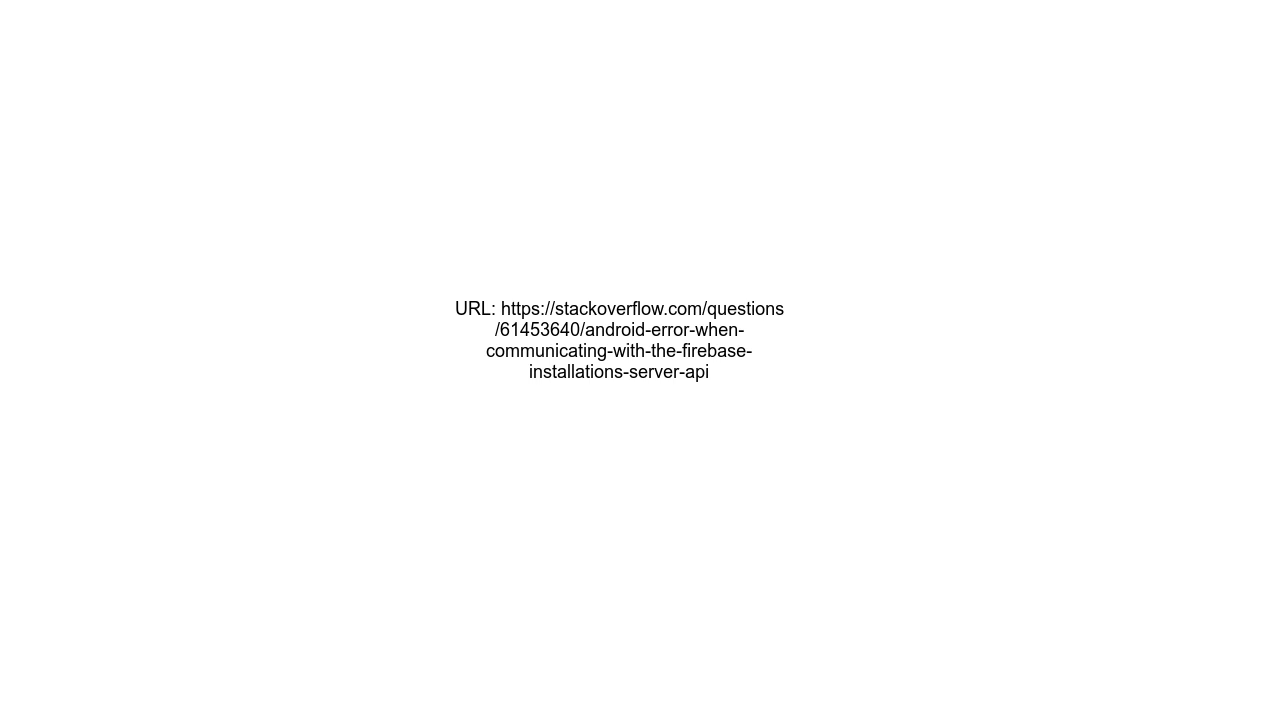 URL: https://stackoverflow.com/questions
/61453640/android-error-when-
communicating-with-the-firebase-
installations-server-api